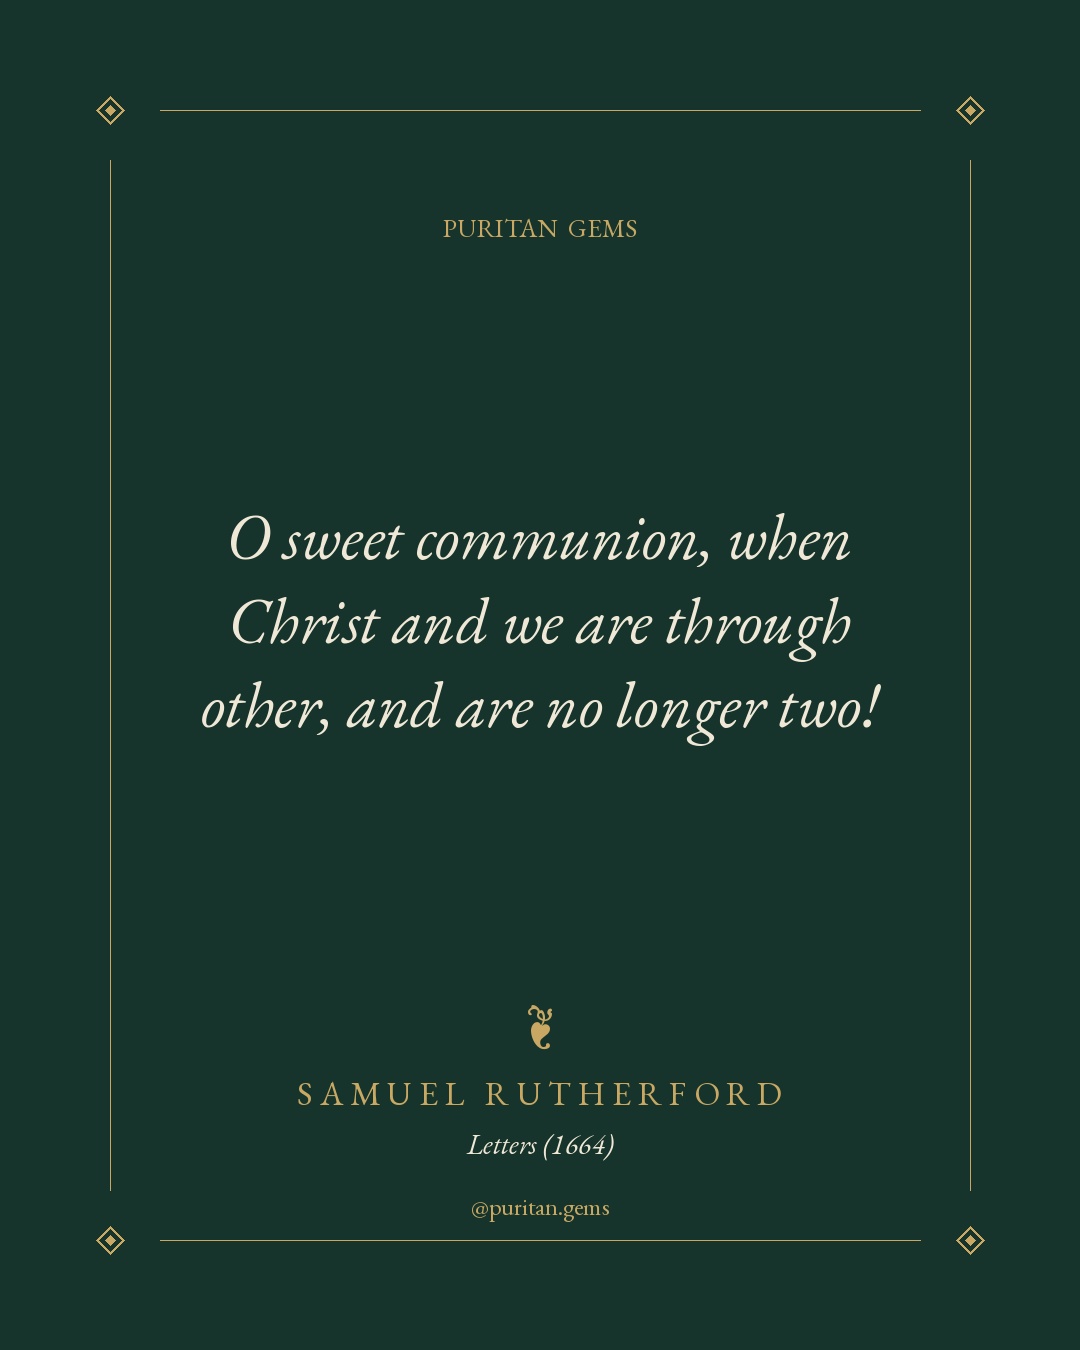 PURITAN GEMS
O sweet communion, when
Christ and we are through
other, and are no longer two!
SAMUEL RUTHERFORD
Letters (1664)
@puritan.gems